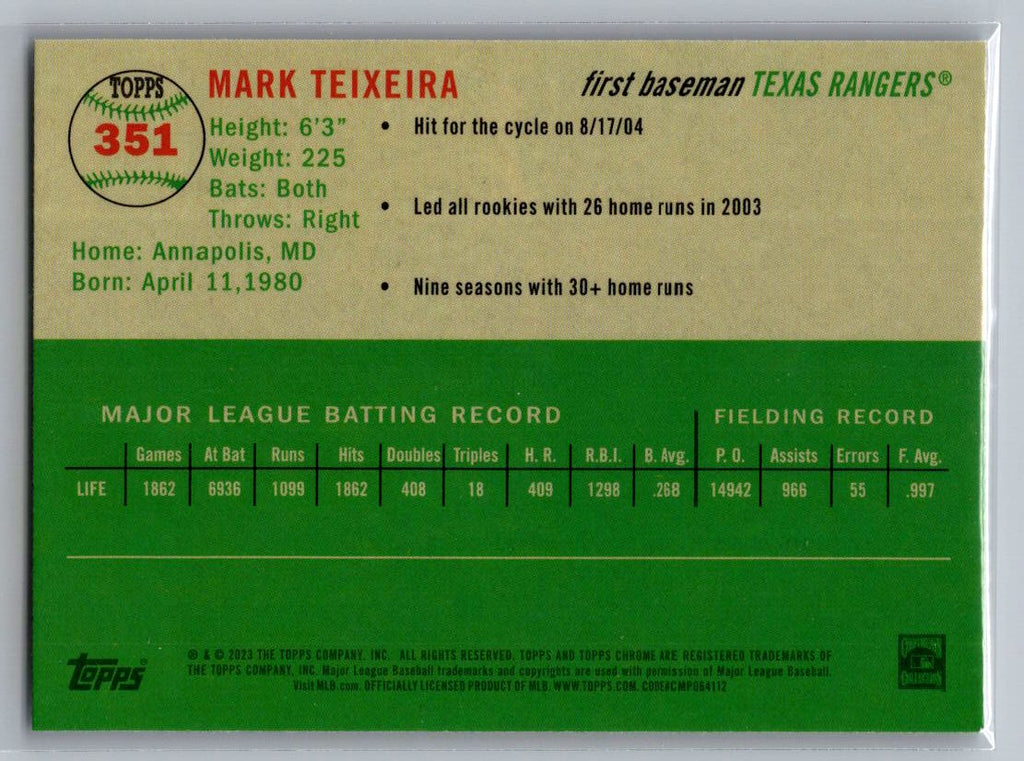 TOPPS
351
MARK TEIXEIRA
first baseman TEXAS RANGERS®
Height: 6'3"
Weight: 225
Bats: Both
Throws: Right
Home: Annapolis, MD
Born: April 11,1980
• Hit for the cycle on 8/17/04
• Led all rookies with 26 home runs in 2003
• Nine seasons with 30+ home runs
MAJOR LEAGUE BATTING RECORD FIELDING RECORD
Games At Bat Runs Hits Doubles Triples H. R. R.B.I. B. Avg. P. O. Assists Errors F. Avg.
LIFE 1862 6936 1099 1862 408 18 409 1298 .268 14942 966 55 .997
topps®
® & © 2023 THE TOPPS COMPANY, INC. ALL RIGHTS RESERVED. TOPPS AND TOPPS CHROME ARE REGISTERED TRADEMARKS OF
THE TOPPS COMPANY, INC. Major League Baseball trademarks and copyrights are used with permission of Major League Baseball.
Visit MLB.com. OFFICIALLY LICENSED PRODUCT OF MLB. WWW.TOPPS.COM. CODE#CMP064112